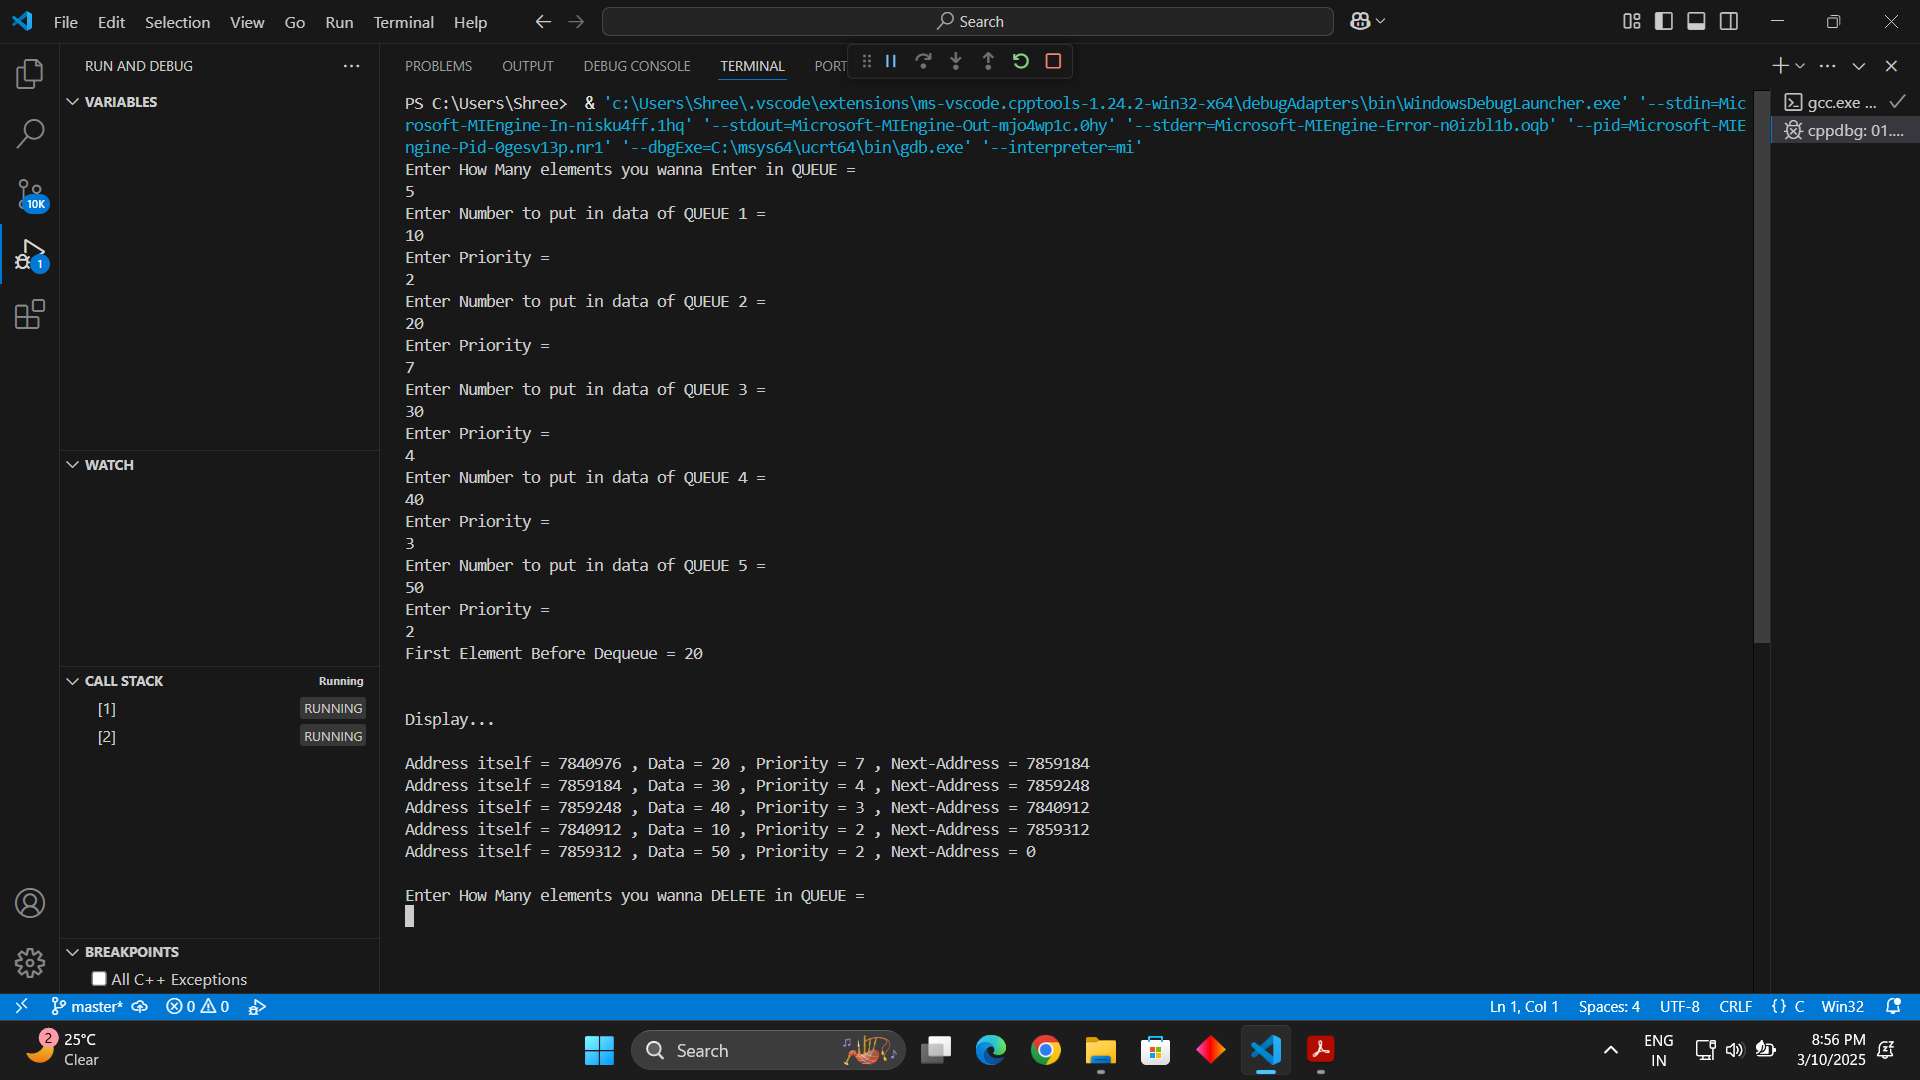 File Edit Selection View Go Run Terminal Help
Search
RUN AND DEBUG
VARIABLES
WATCH
CALL STACK
Running
[1] RUNNING
[2] RUNNING
BREAKPOINTS
All C++ Exceptions
10K
1
PROBLEMS OUTPUT DEBUG CONSOLE TERMINAL PORT
PS C:\Users\Shree>  & 'c:\Users\Shree\.vscode\extensions\ms-vscode.cpptools-1.24.2-win32-x64\debugAdapters\bin\WindowsDebugLauncher.exe' '--stdin=Mic
rosoft-MIEngine-In-nisku4ff.1hq' '--stdout=Microsoft-MIEngine-Out-mjo4wp1c.0hy' '--stderr=Microsoft-MIEngine-Error-n0izbl1b.oqb' '--pid=Microsoft-MIE
ngine-Pid-0gesv13p.nr1' '--dbgExe=C:\msys64\ucrt64\bin\gdb.exe' '--interpreter=mi'
Enter How Many elements you wanna Enter in QUEUE =
5
Enter Number to put in data of QUEUE 1 =
10
Enter Priority =
2
Enter Number to put in data of QUEUE 2 =
20
Enter Priority =
7
Enter Number to put in data of QUEUE 3 =
30
Enter Priority =
4
Enter Number to put in data of QUEUE 4 =
40
Enter Priority =
3
Enter Number to put in data of QUEUE 5 =
50
Enter Priority =
2
First Element Before Dequeue = 20
Display...
Address itself = 7840976 , Data = 20 , Priority = 7 , Next-Address = 7859184
Address itself = 7859184 , Data = 30 , Priority = 4 , Next-Address = 7859248
Address itself = 7859248 , Data = 40 , Priority = 3 , Next-Address = 7840912
Address itself = 7840912 , Data = 10 , Priority = 2 , Next-Address = 7859312
Address itself = 7859312 , Data = 50 , Priority = 2 , Next-Address = 0
Enter How Many elements you wanna DELETE in QUEUE =
gcc.exe ...
cppdbg: 01....
master* 0 0
Ln 1, Col 1 Spaces: 4 UTF-8 CRLF {} C Win32
2
25°C
Clear
Search
ENG
IN
8:56 PM
3/10/2025